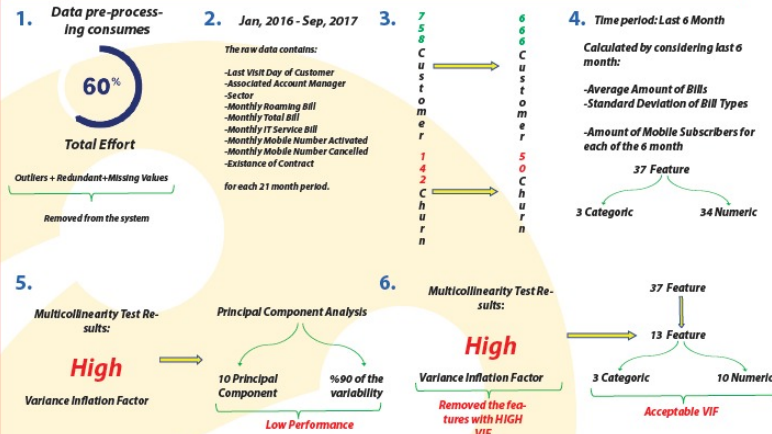 1.
Data pre-process-
ing consumes
60%
Total Effort
Outliers + Redundant+Missing Values
Removed from the system
2.
Jan, 2016 - Sep, 2017
The raw data contains:
-Last Visit Day of Customer
-Associated Account Manager
-Sector
-Monthly Roaming Bill
-Monthly Total Bill
-Monthly IT Service Bill
-Monthly Mobile Number Activated
-Monthly Mobile Number Cancelled
-Existance of Contract
for each 21 month period.
3.
758 Customer
666 Customer
142 Churn
50 Churn
4.
Time period: Last 6 Month
Calculated by considering last 6
month:
-Average Amount of Bills
-Standard Deviation of Bill Types
-Amount of Mobile Subscribers for
each of the 6 month
37 Feature
3 Categoric
34 Numeric
5.
Multicollinearity Test Re-
sults:
High
Variance Inflation Factor
Principal Component Analysis
10 Principal
Component
%90 of the
variability
Low Performance
6.
Multicollinearity Test Re-
sults:
High
Variance Inflation Factor
Removed the fea-
tures with HIGH
VIF
37 Feature
13 Feature
3 Categoric
10 Numeric
Acceptable VIF